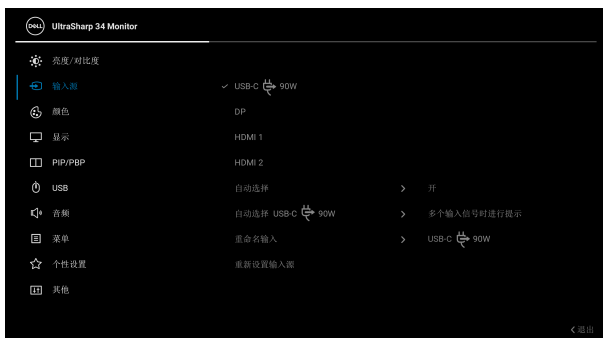 DELL UltraSharp 34 Monitor
亮度/对比度
输入源 USB-C 90W
颜色 DP
显示 HDMI 1
PIP/PBP HDMI 2
USB 自动选择 开
音频 自动选择 USB-C 90W 多个输入信号时进行提示
菜单 重命名输入 USB-C 90W
个性设置 重新设置输入源
其他
退出